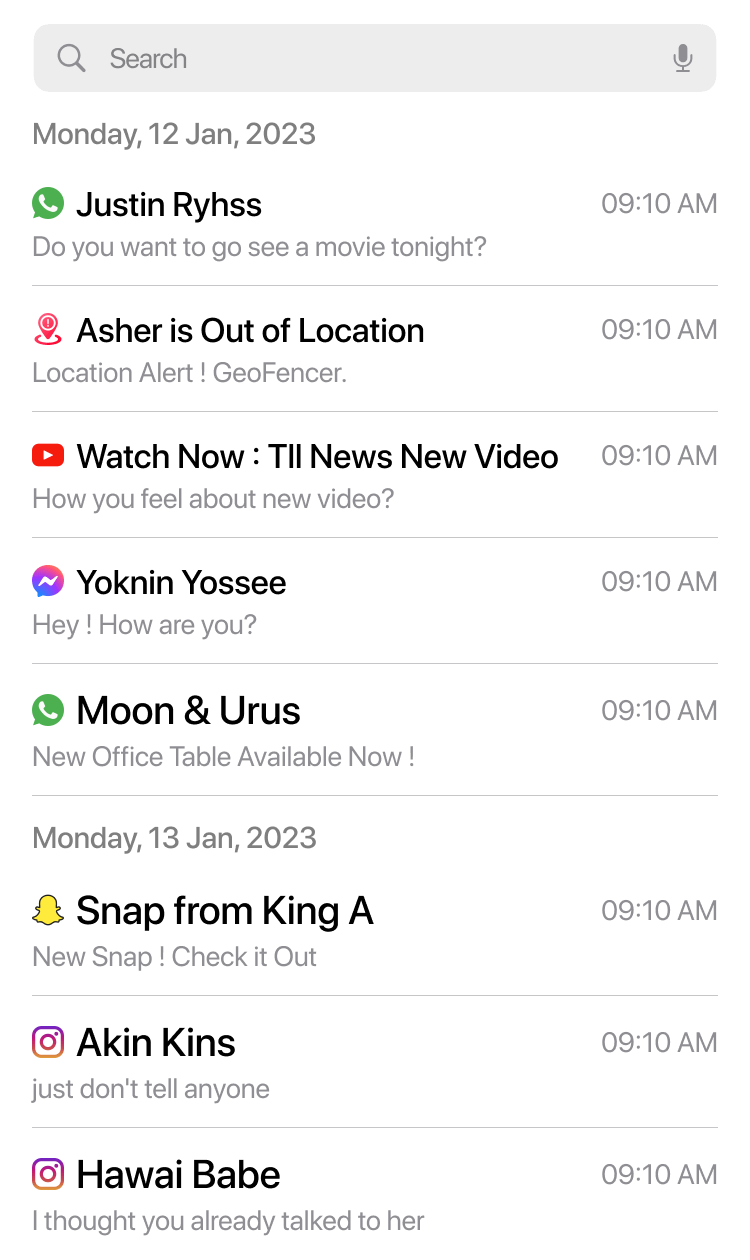 Search
Monday, 12 Jan, 2023
Justin Ryhss 09:10 AM
Do you want to go see a movie tonight?
Asher is Out of Location 09:10 AM
Location Alert ! GeoFencer.
Watch Now : Tll News New Video 09:10 AM
How you feel about new video?
Yoknin Yossee 09:10 AM
Hey ! How are you?
Moon & Urus 09:10 AM
New Office Table Available Now !
Monday, 13 Jan, 2023
Snap from King A 09:10 AM
New Snap ! Check it Out
Akin Kins 09:10 AM
just don't tell anyone
Hawai Babe 09:10 AM
I thought you already talked to her